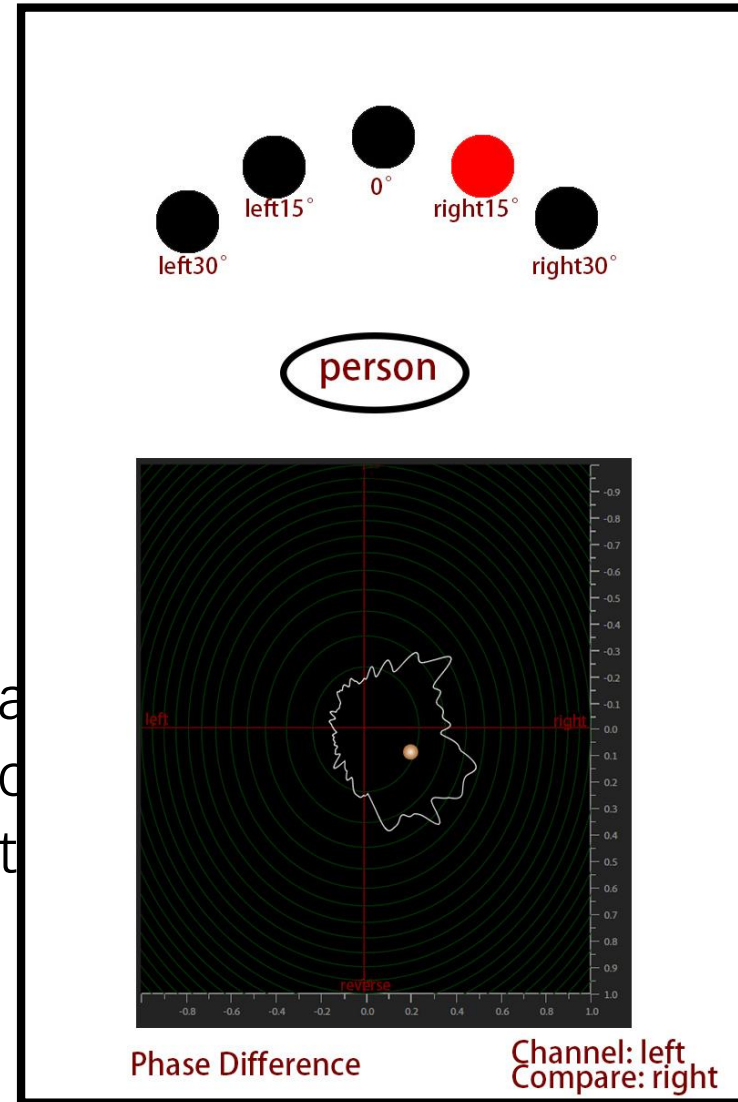 0°
left15° right15°
left30° right30°
person
-0.9
-0.8
-0.7
-0.6
-0.5
-0.4
-0.3
-0.2
-0.1
left right 0.0
0.1
0.2
0.3
0.4
0.5
0.6
0.7
0.8
0.9
reverse 1.0
-0.8 -0.6 -0.4 -0.2 0.0 0.2 0.4 0.6 0.8 1.0
Phase Difference
Channel: left
Compare: right